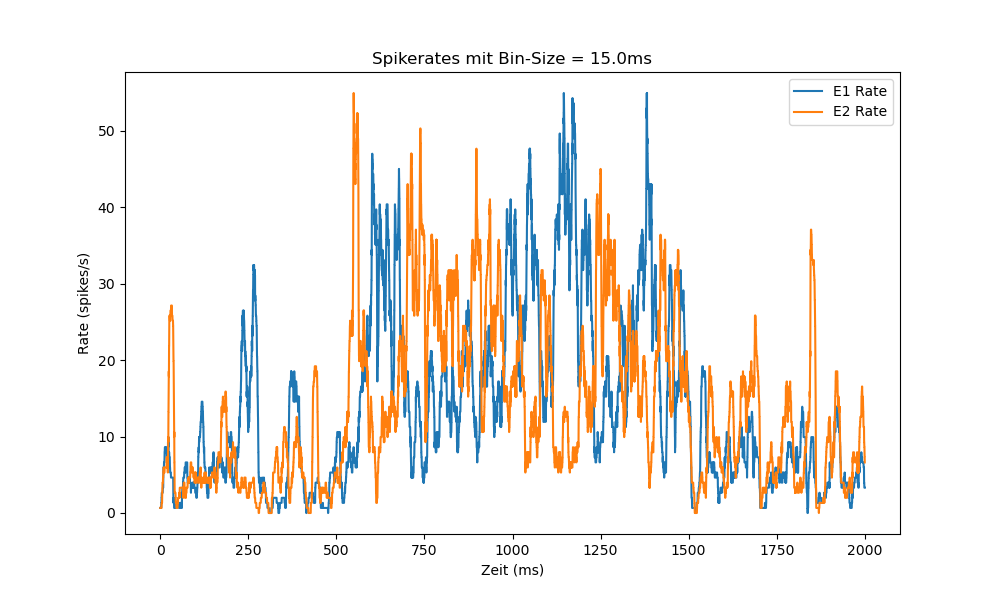 Spikerates mit Bin-Size = 15.0ms
E1 Rate
E2 Rate
Rate (spikes/s)
50
40
30
20
10
0
0 250 500 750 1000 1250 1500 1750 2000
Zeit (ms)